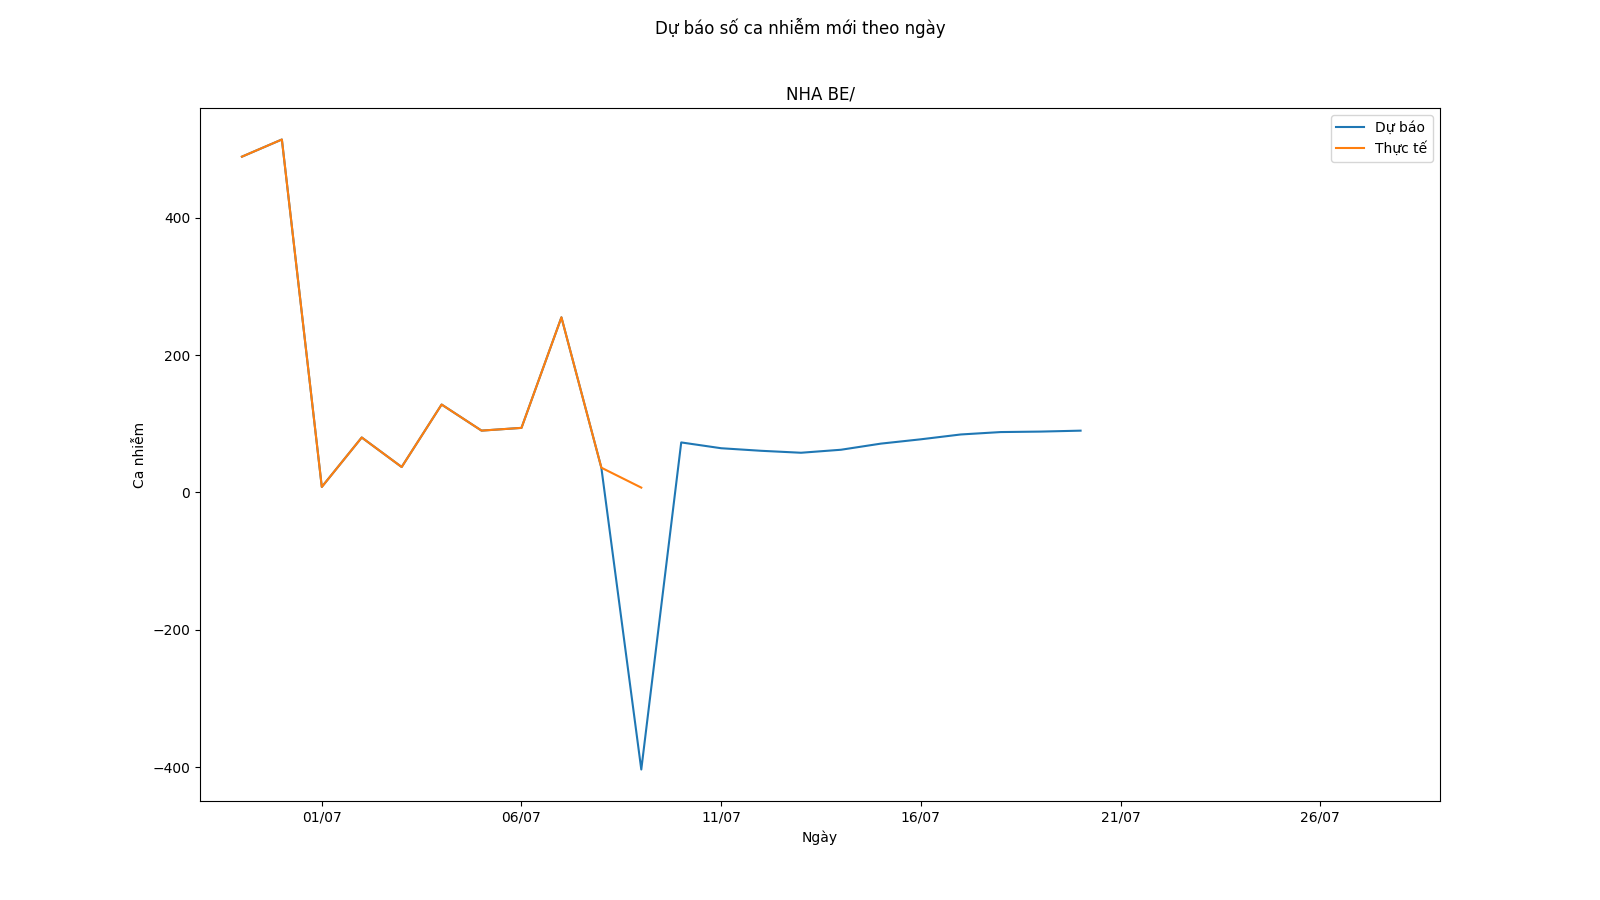 Dự báo số ca nhiễm mới theo ngày
NHA BE/
Dự báo
Thực tế
400
200
0
−200
−400
Ca nhiễm
01/07
06/07
11/07
16/07
21/07
26/07
Ngày